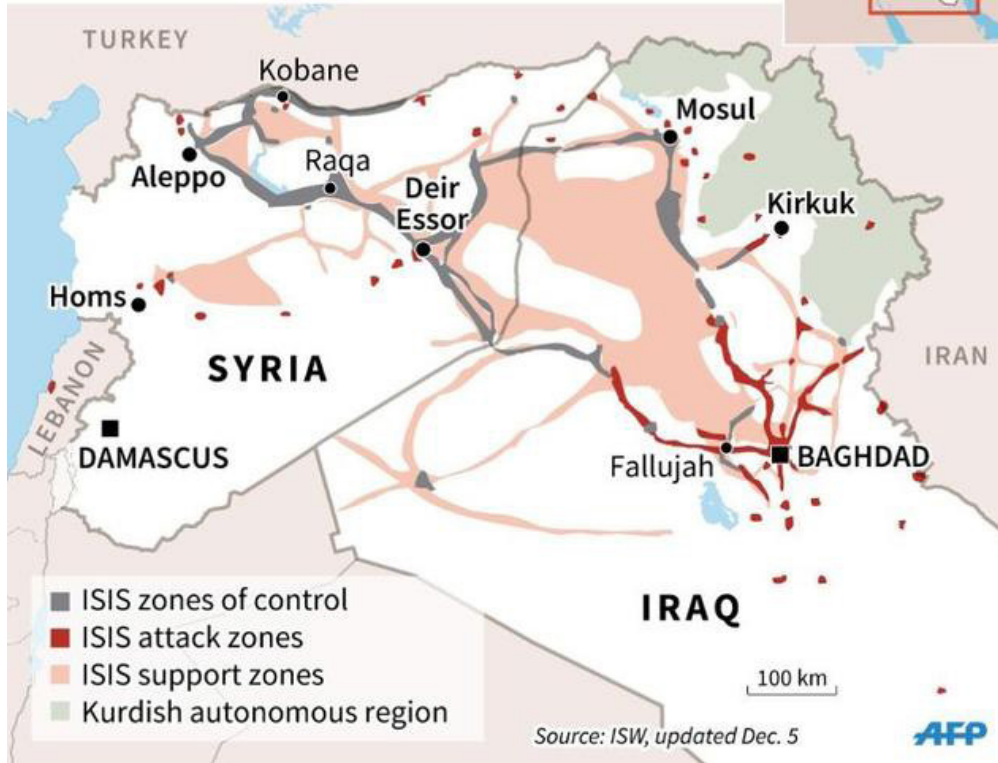 TURKEY
Kobane
Mosul
Aleppo
Raqa
Deir
Essor
Kirkuk
Homs
SYRIA
IRAN
LEBANON
DAMASCUS
Fallujah
BAGHDAD
ISIS zones of control
ISIS attack zones
ISIS support zones
Kurdish autonomous region
IRAQ
100 km
Source: ISW, updated Dec. 5
AFP